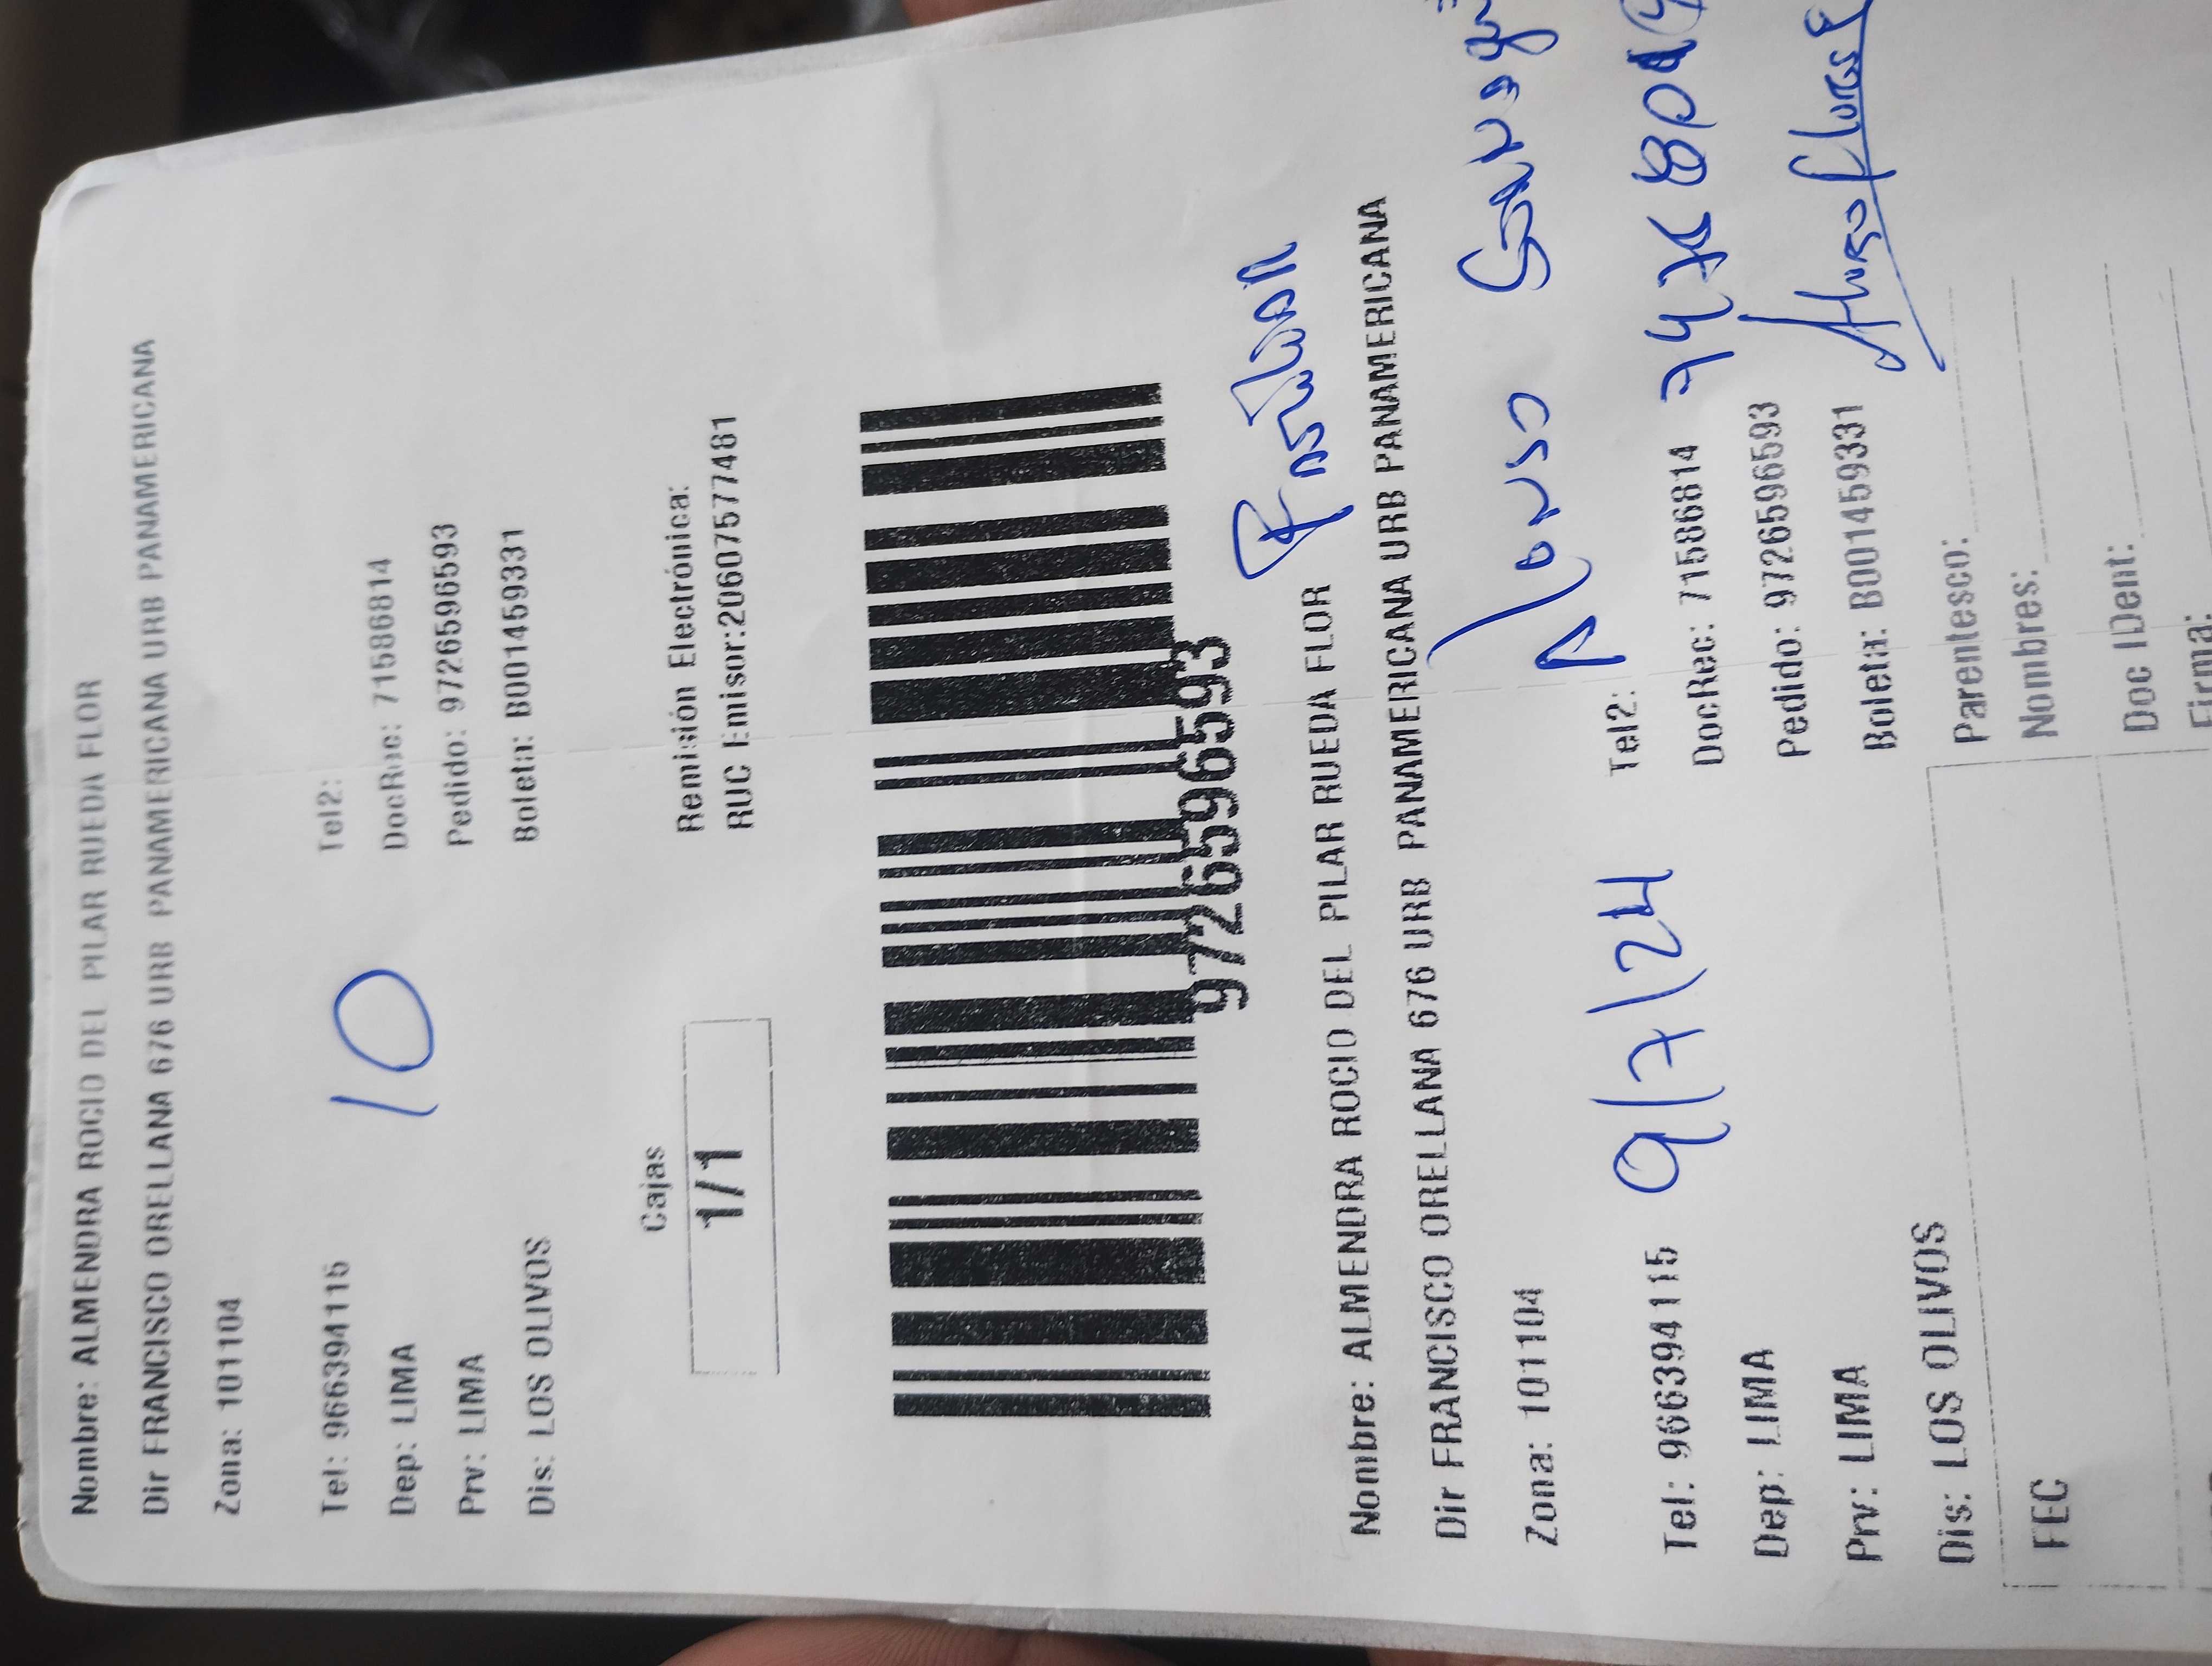 Nombre: ALMENDRA ROCIO DEL PILAR RUEDA FLOR
Dir FRANCISCO ORELLANA 676 URB PANAMERICANA URB PANAMERICANA
Zona: 101104
Tel: 966394115 Tel2:
10
Dep: LIMA DocRec: 71586814
Prv: LIMA Pedido: 9726596593
Dis: LOS OLIVOS Boleta: B001459331
Cajas Remisión Electrónica:
1/1 RUC Emisor:20607577481
9726596593
Nombre: ALMENDRA ROCIO DEL PILAR RUEDA FLOR
Dir FRANCISCO ORELLANA 676 URB PANAMERICANA URB PANAMERICANA
Zona: 101104 Alonso
Tel: 966394115 9/7/24 Tel2:
Dep: LIMA DocRec: 71586814
Prv: LIMA Pedido: 9726596593
Dis: LOS OLIVOS Boleta: B001459331
FEC Parentesco:
Nombres:
Doc IDent:
Firma: